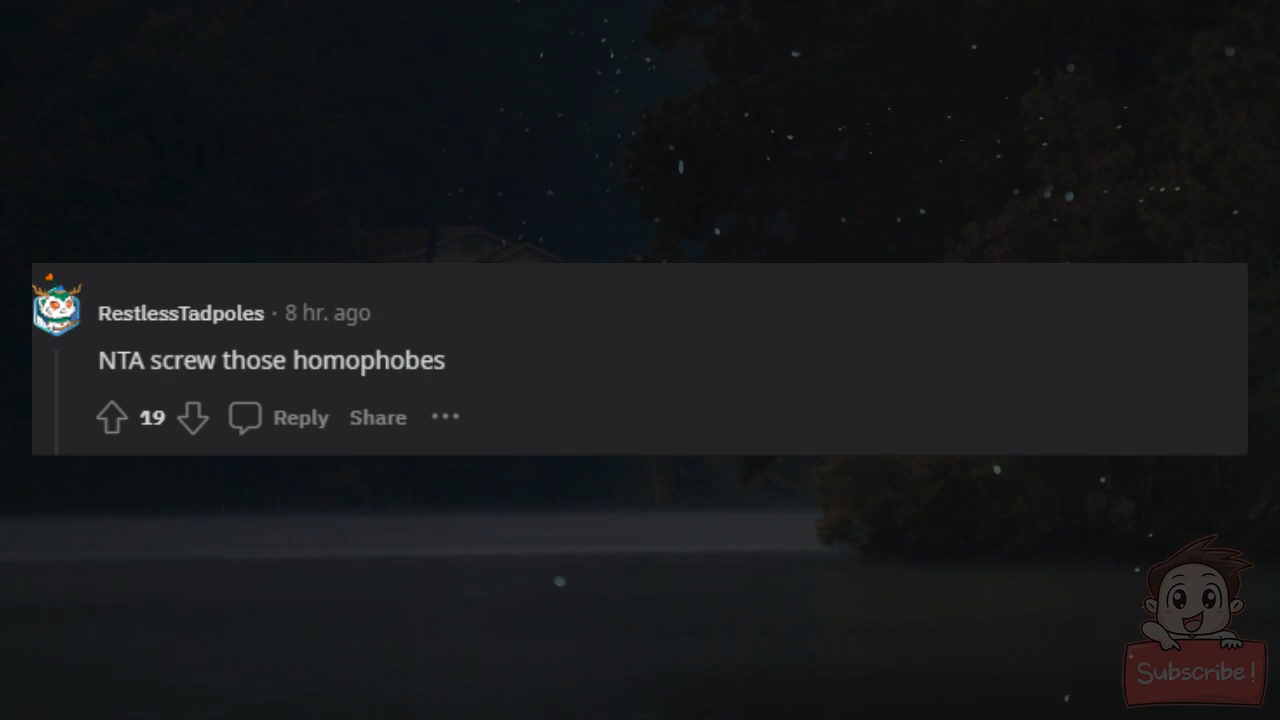 RestlessTadpoles · 8 hr. ago
NTA screw those homophobes
19 Reply Share ···
Subscribe!